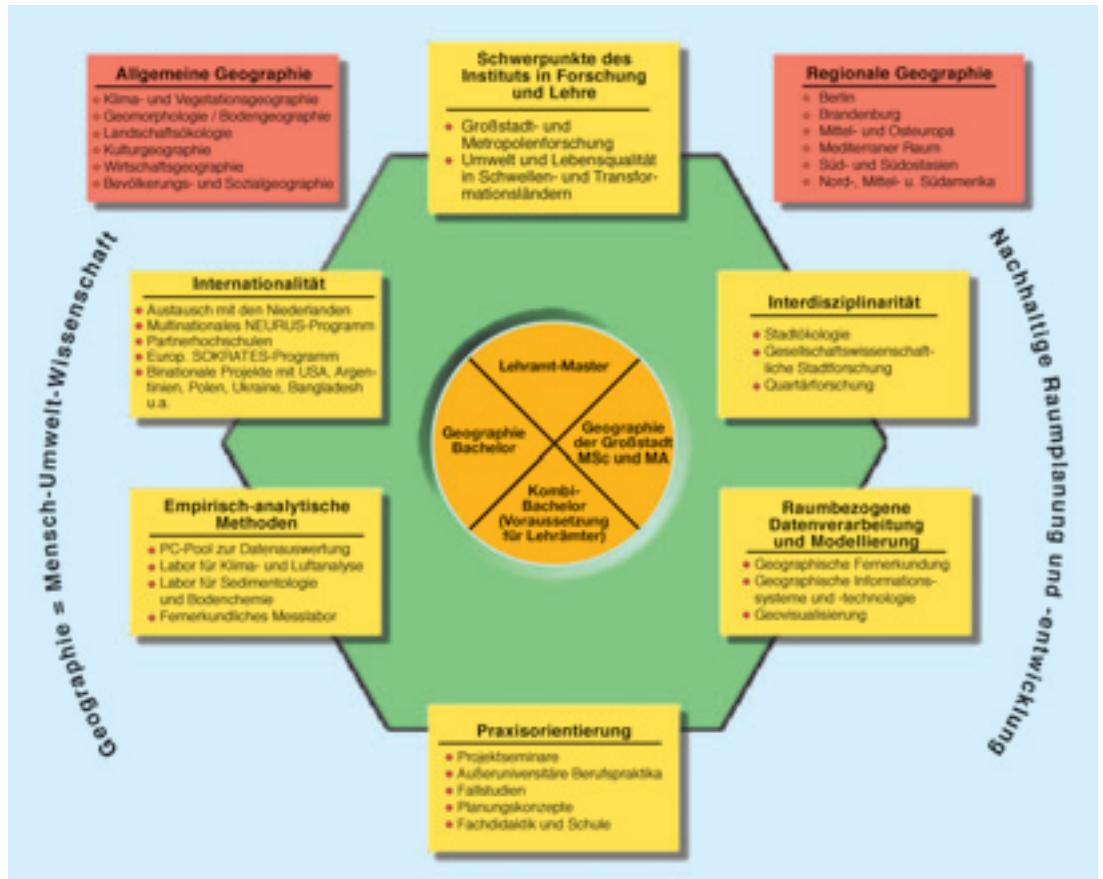 Allgemeine Geographie
Klima- und Vegetationsgeographie
Geomorphologie / Bodengeographie
Landschaftsökologie
Kulturgeographie
Wirtschaftsgeographie
Bevölkerungs- und Sozialgeographie
Schwerpunkte des
Instituts in Forschung
und Lehre
Großstadt- und
Metropolenforschung
Umwelt und Lebensqualität
in Schwellen- und Transfor-
mationsländern
Regionale Geographie
Berlin
Brandenburg
Mittel- und Osteuropa
Mediterraner Raum
Süd- und Südostasien
Nord-, Mittel- u. Südamerika
Geographie = Mensch-Umwelt-Wissenschaft
Internationalität
Austausch mit den Niederlanden
Multinationales NEURUS-Programm
Partnerhochschulen
Europ. SOKRATES-Programm
Binationale Projekte mit USA, Argen-
tinien, Polen, Ukraine, Bangladesh
u.a.
Lehramt-Master
Geographie
Bachelor
Geographie
der Großstadt
MSc und MA
Kombi-
Bachelor
(Voraussetzung
für Lehrämter)
Interdisziplinarität
Stadtökologie
Gesellschaftswissenschaft-
liche Stadtforschung
Quartärforschung
Nachhaltige Raumplanung und -entwicklung
Empirisch-analytische
Methoden
PC-Pool zur Datenauswertung
Labor für Klima- und Luftanalyse
Labor für Sedimentologie
und Bodenchemie
Fernerkundliches Messlabor
Raumbezogene
Datenverarbeitung
und Modellierung
Geographische Fernerkundung
Geographische Informations-
systeme und -technologie
Geovisualisierung
Praxisorientierung
Projektseminare
Außeruniversitäre Berufspraktika
Fallstudien
Planungskonzepte
Fachdidaktik und Schule